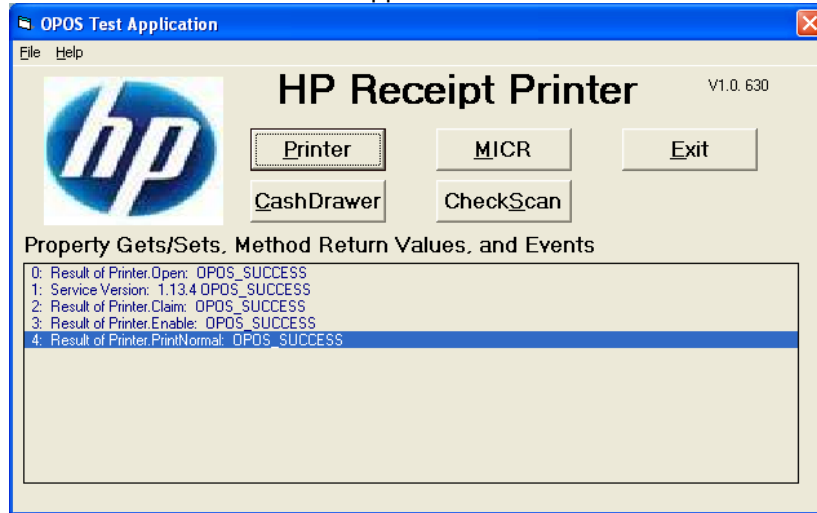 OPOS Test Application
File Help
hp
HP Receipt Printer
V1.0. 630
Printer
MICR
Exit
CashDrawer
CheckScan
Property Gets/Sets, Method Return Values, and Events
0: Result of Printer.Open: OPOS_SUCCESS
1: Service Version: 1.13.4 OPOS_SUCCESS
2: Result of Printer.Claim: OPOS_SUCCESS
3: Result of Printer.Enable: OPOS_SUCCESS
4: Result of Printer.PrintNormal: OPOS_SUCCESS